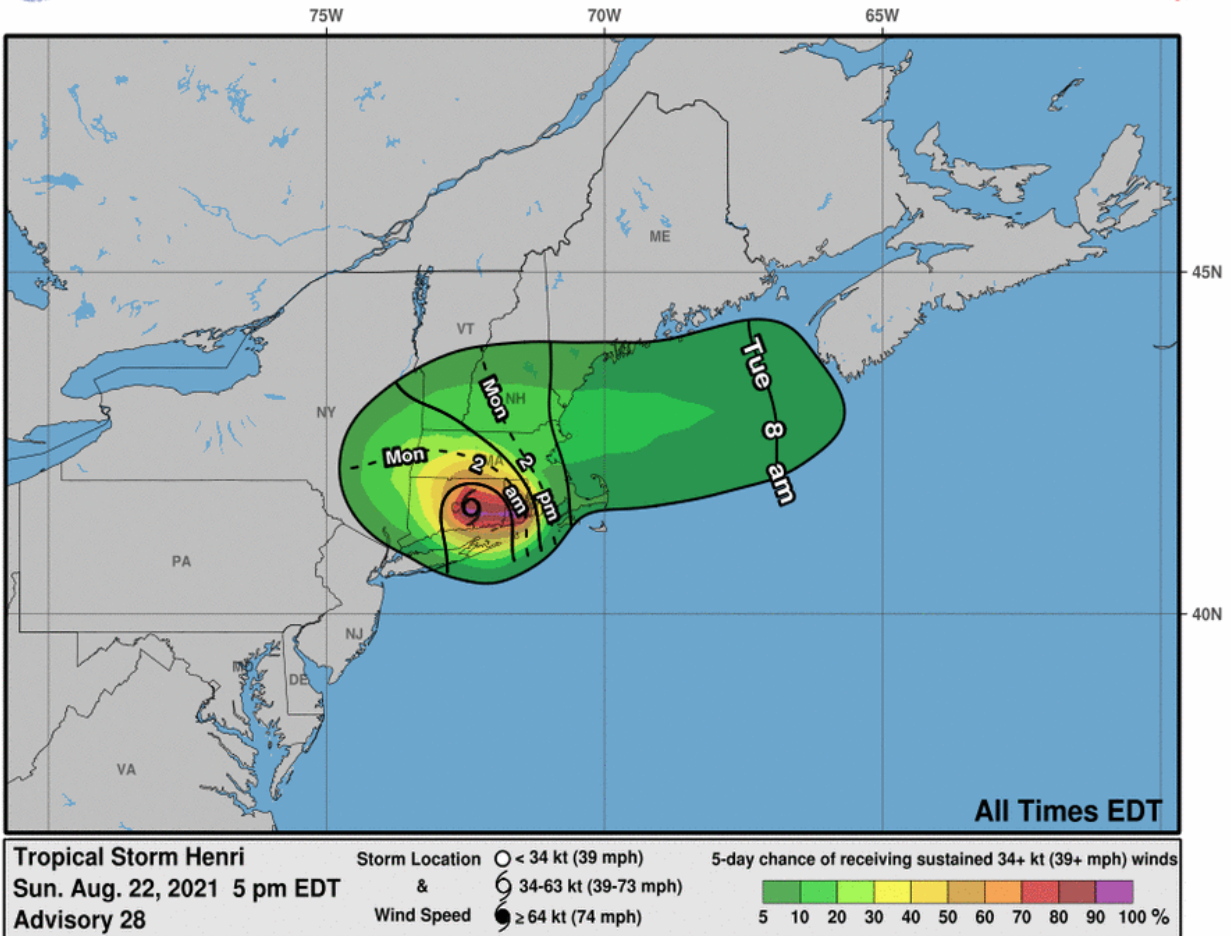 75W 70W 65W
45N
ME
VT
Mon
NH
NY
Tue 8 am
Mon 2 am
2 pm
MA
PA
40N
NJ
MD
DE
VA
All Times EDT
Tropical Storm Henri
Sun. Aug. 22, 2021 5 pm EDT
Advisory 28
Storm Location
&
Wind Speed
< 34 kt (39 mph)
34-63 kt (39-73 mph)
≥ 64 kt (74 mph)
5-day chance of receiving sustained 34+ kt (39+ mph) winds
5 10 20 30 40 50 60 70 80 90 100 %